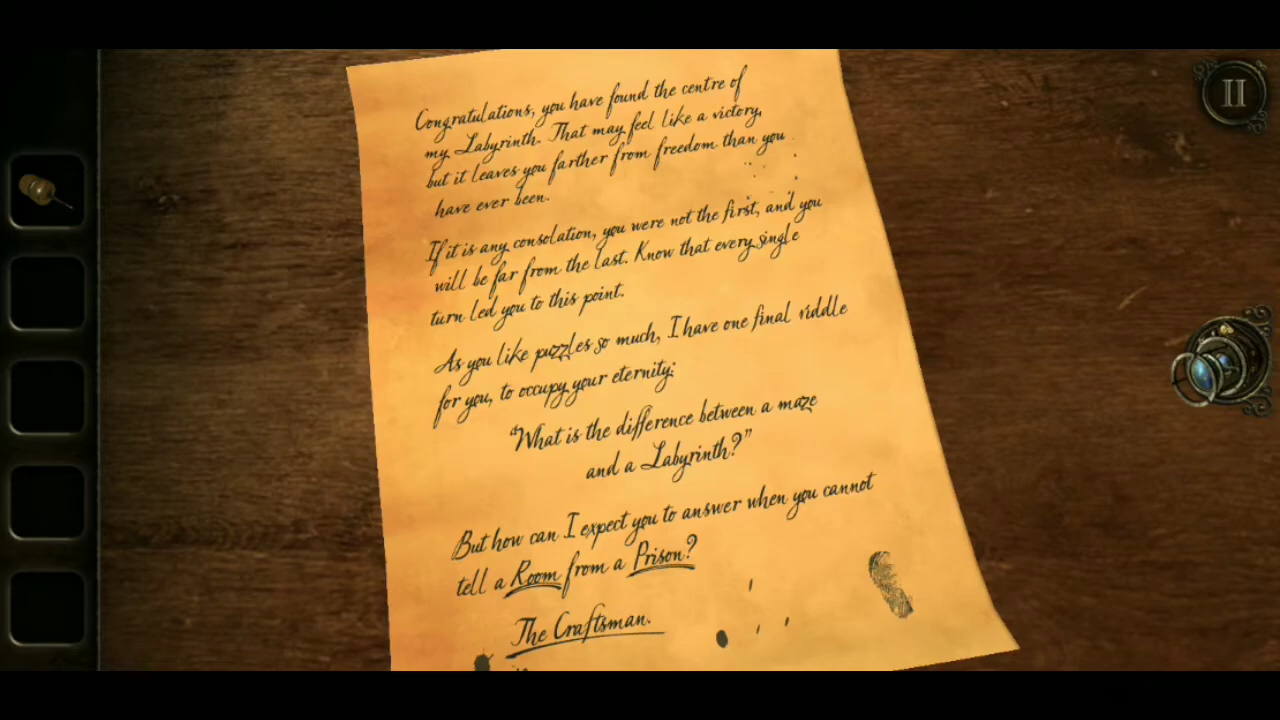 II
Congratulations, you have found the centre of
my Labyrinth. That may feel like a victory,
but it leaves you farther from freedom than you
have ever been.
If it is any consolation, you were not the first, and you
will be far from the last. Know that every single
turn led you to this point.
As you like puzzles so much, I have one final riddle
for you, to occupy your eternity:
"What is the difference between a maze
and a Labyrinth?"
But how can I expect you to answer when you cannot
tell a Room from a Prison?
The Craftsman.